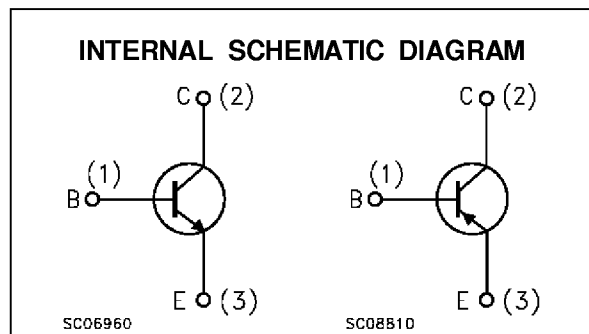 INTERNAL SCHEMATIC DIAGRAM
C (2)
C (2)
(1)
B
(1)
B
E (3)
E (3)
SC06960
SC08810